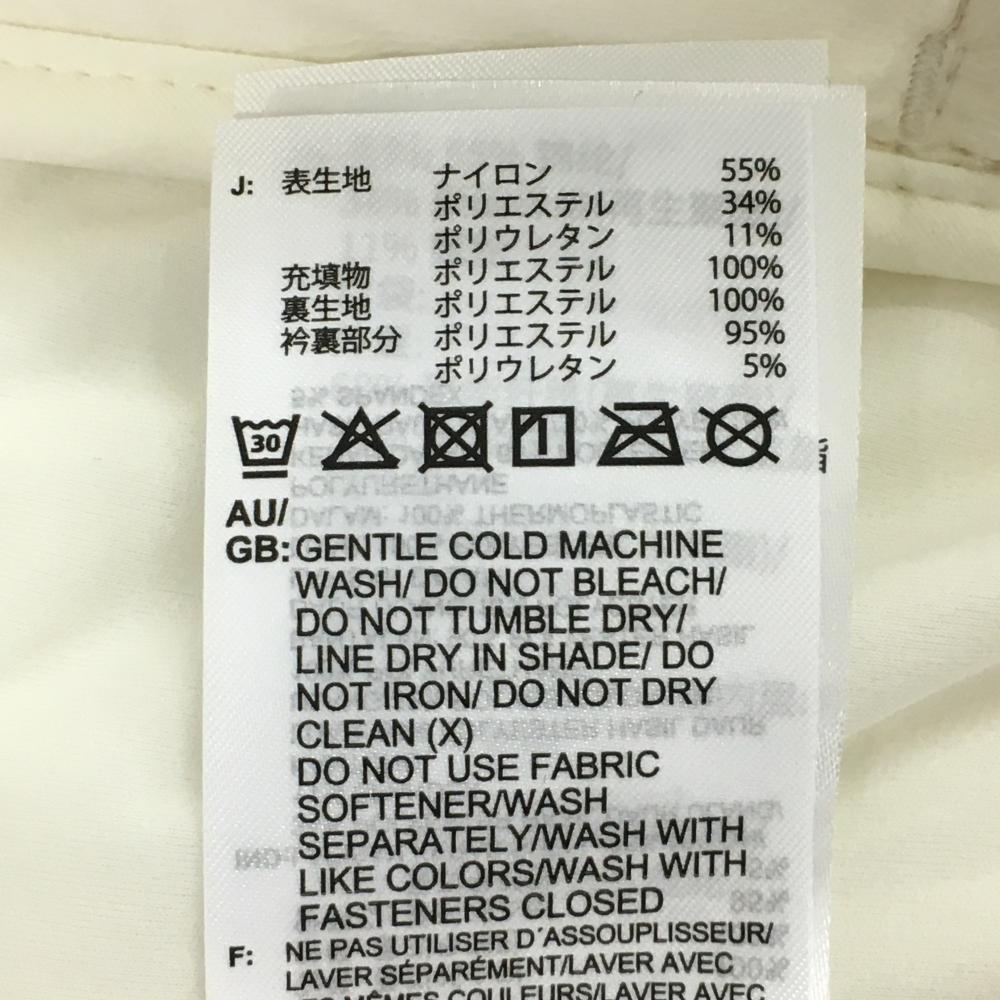 J: 表生地 ナイロン 55%
ポリエステル 34%
ポリウレタン 11%
充填物 ポリエステル 100%
裏生地 ポリエステル 100%
衿裏部分 ポリエステル 95%
ポリウレタン 5%
30
AU/
GB: GENTLE COLD MACHINE
WASH/ DO NOT BLEACH/
DO NOT TUMBLE DRY/
LINE DRY IN SHADE/ DO
NOT IRON/ DO NOT DRY
CLEAN (X)
DO NOT USE FABRIC
SOFTENER/WASH
SEPARATELY/WASH WITH
LIKE COLORS/WASH WITH
FASTENERS CLOSED
F: NE PAS UTILISER D´ASSOUPLISSEUR/
LAVER SÉPARÉMENT/LAVER AVEC
MÊMES COULEURS/LAVER AVEC